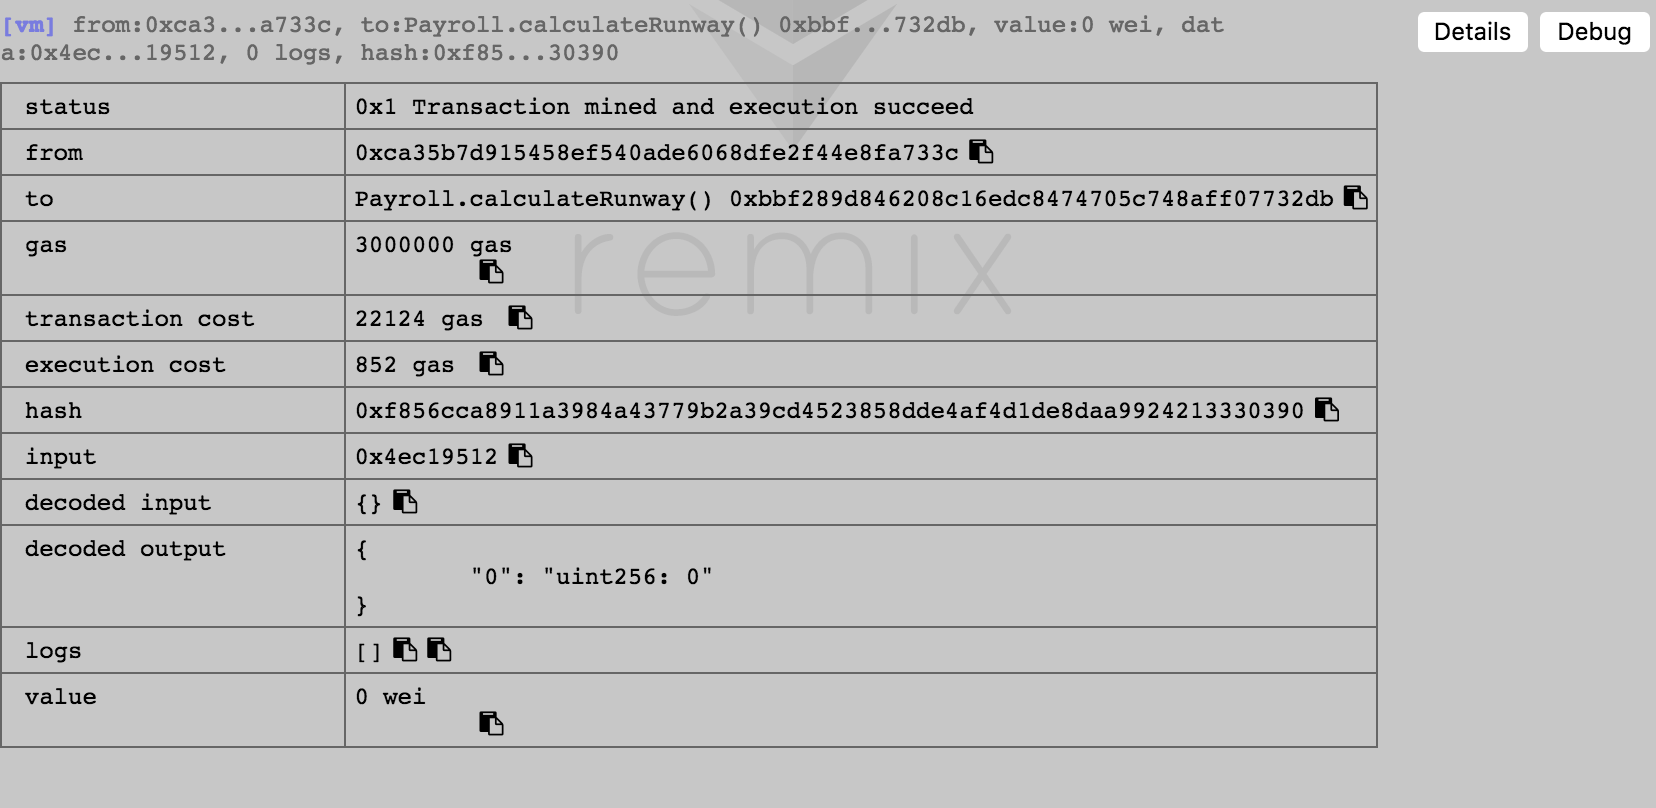 [vm] from:0xca3...a733c, to:Payroll.calculateRunway() 0xbbf...732db, value:0 wei, dat
a:0x4ec...19512, 0 logs, hash:0xf85...30390
Details Debug
status 0x1 Transaction mined and execution succeed
from 0xca35b7d915458ef540ade6068dfe2f44e8fa733c
to Payroll.calculateRunway() 0xbbf289d846208c16edc8474705c748aff07732db
gas 3000000 gas
remix
transaction cost 22124 gas
execution cost 852 gas
hash 0xf856cca8911a3984a43779b2a39cd4523858dde4af4d1de8daa9924213330390
input 0x4ec19512
decoded input {}
decoded output {
"0": "uint256: 0"
}
logs []
value 0 wei